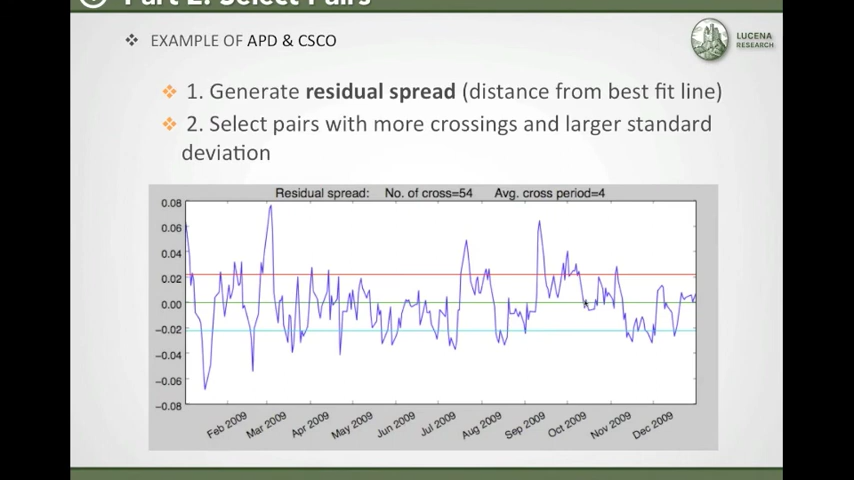 Part 2: Select Pairs
❖ EXAMPLE OF APD & CSCO
LUCENA
RESEARCH
❖ 1. Generate residual spread (distance from best fit line)
❖ 2. Select pairs with more crossings and larger standard
deviation
Residual spread: No. of cross=54 Avg. cross period=4
0.08
0.06
0.04
0.02
0.00
−0.02
−0.04
−0.06
−0.08
Feb 2009 Mar 2009 Apr 2009 May 2009 Jun 2009 Jul 2009 Aug 2009 Sep 2009 Oct 2009 Nov 2009 Dec 2009